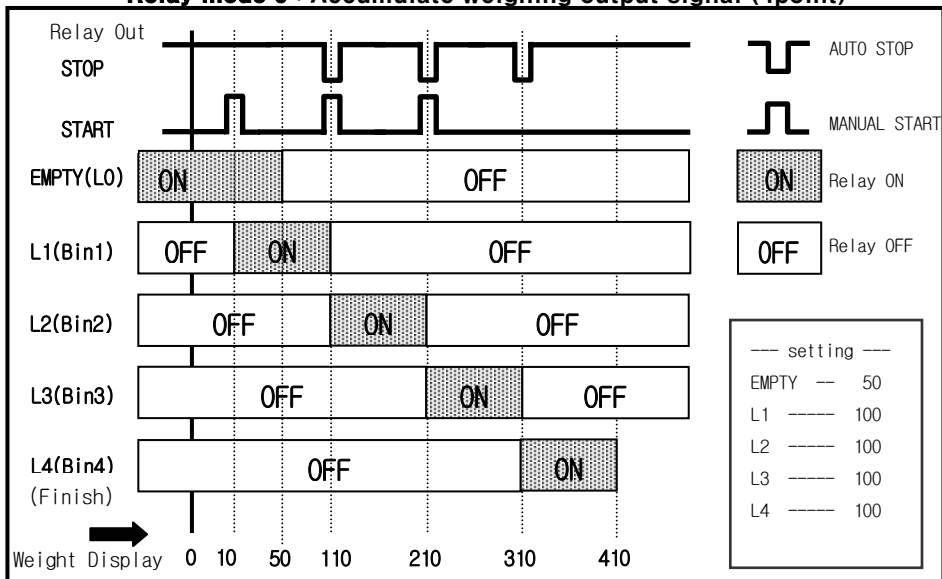 Relay mode 5 : Accumulate weighing output signal (4point)
Relay Out
STOP
START
EMPTY(L0) ON OFF
L1(Bin1) OFF ON OFF
L2(Bin2) OFF ON OFF
L3(Bin3) OFF ON OFF
L4(Bin4) OFF ON
(Finish)
Weight Display 0 10 50 110 210 310 410
AUTO STOP
MANUAL START
ON Relay ON
OFF Relay OFF
--- setting ---
EMPTY -- 50
L1 ----- 100
L2 ----- 100
L3 ----- 100
L4 ----- 100